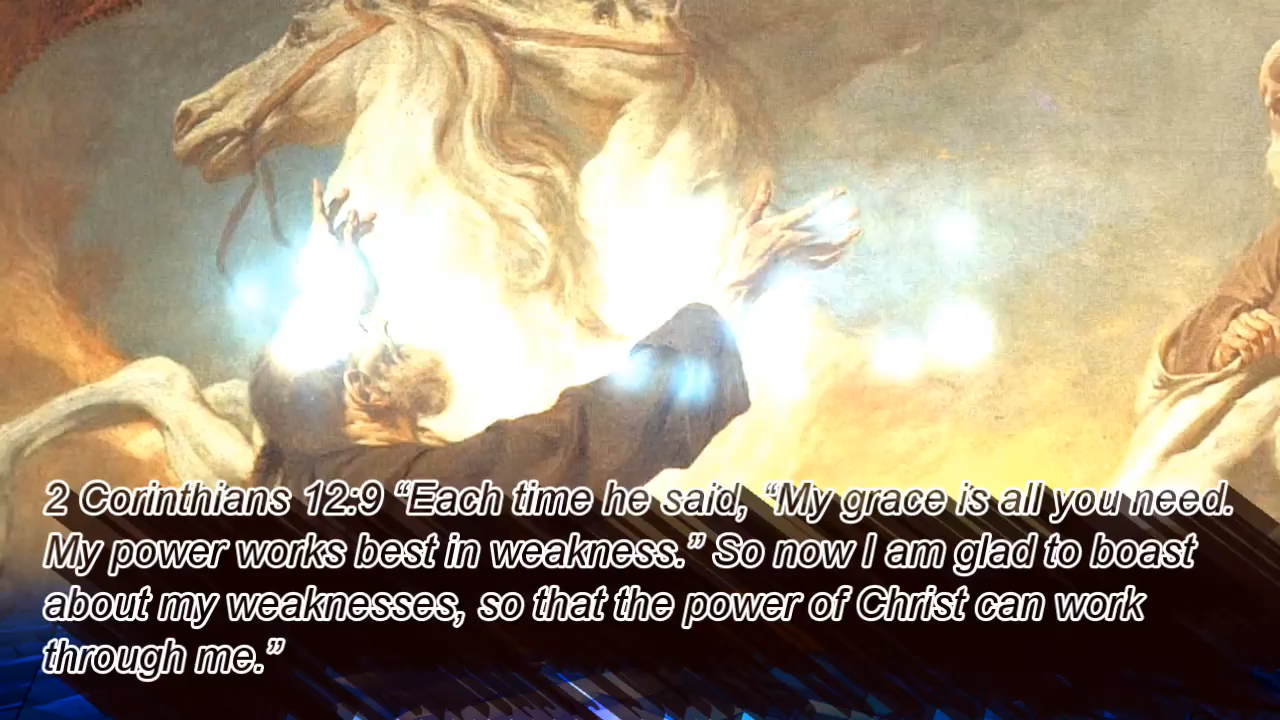 2 Corinthians 12:9 “Each time he said, “My grace is all you need.
My power works best in weakness.” So now I am glad to boast
about my weaknesses, so that the power of Christ can work
through me.”